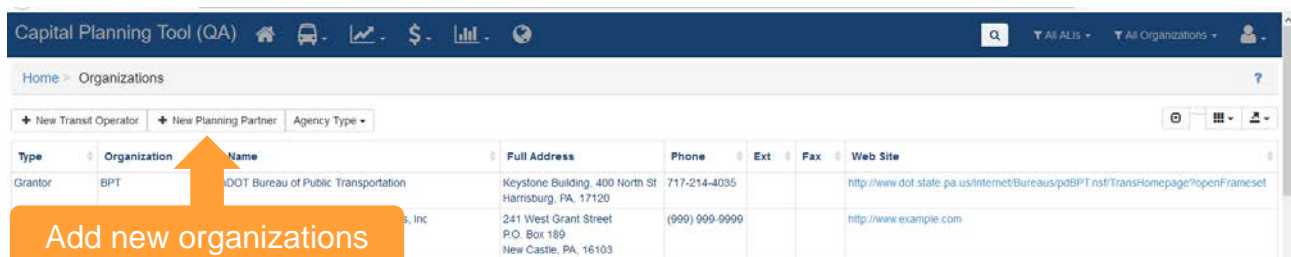 Capital Planning Tool (QA) $ All ALIs All Organizations
Home > Organizations ?
+ New Transit Operator + New Planning Partner Agency Type
Type Organization Name Full Address Phone Ext Fax Web Site
Grantor BPT DOT Bureau of Public Transportation Keystone Building, 400 North St 717-214-4035 http://www.dot.state.pa.us/Internet/Bureaus/pdBPT.nsf/TransHomepage?openFrameset
Harrisburg, PA, 17120
s, Inc 241 West Grant Street (999) 999-9999 http://www.example.com
P.O. Box 189
New Castle, PA, 16103
Add new organizations